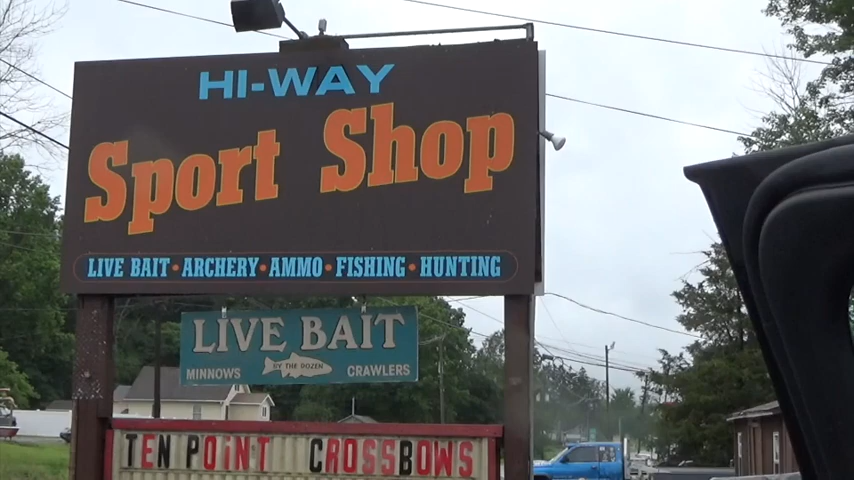 HI-WAY
Sport Shop
LIVE BAIT • ARCHERY • AMMO • FISHING • HUNTING
LIVE BAIT
MINNOWS BY THE DOZEN CRAWLERS
TEN POiNT CROSSBOWS